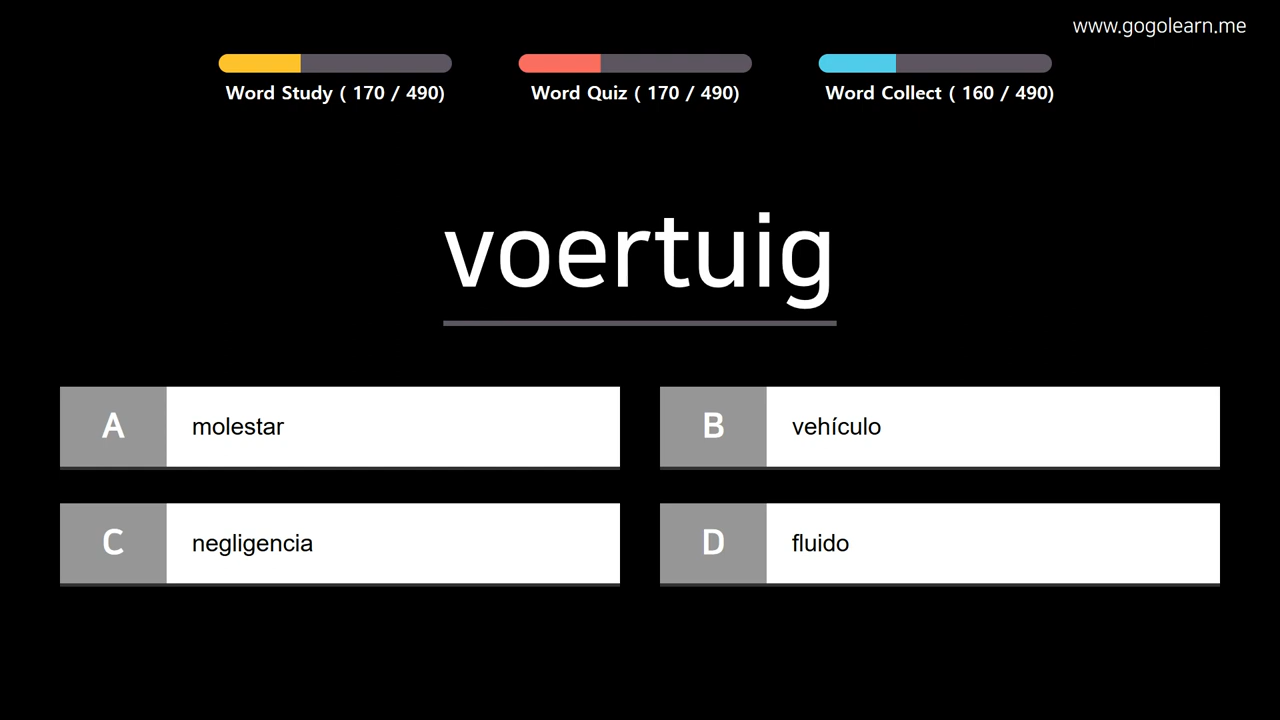 www.gogolearn.me
Word Study ( 170 / 490)
Word Quiz ( 170 / 490)
Word Collect ( 160 / 490)
voertuig
A molestar
B vehículo
C negligencia
D fluido